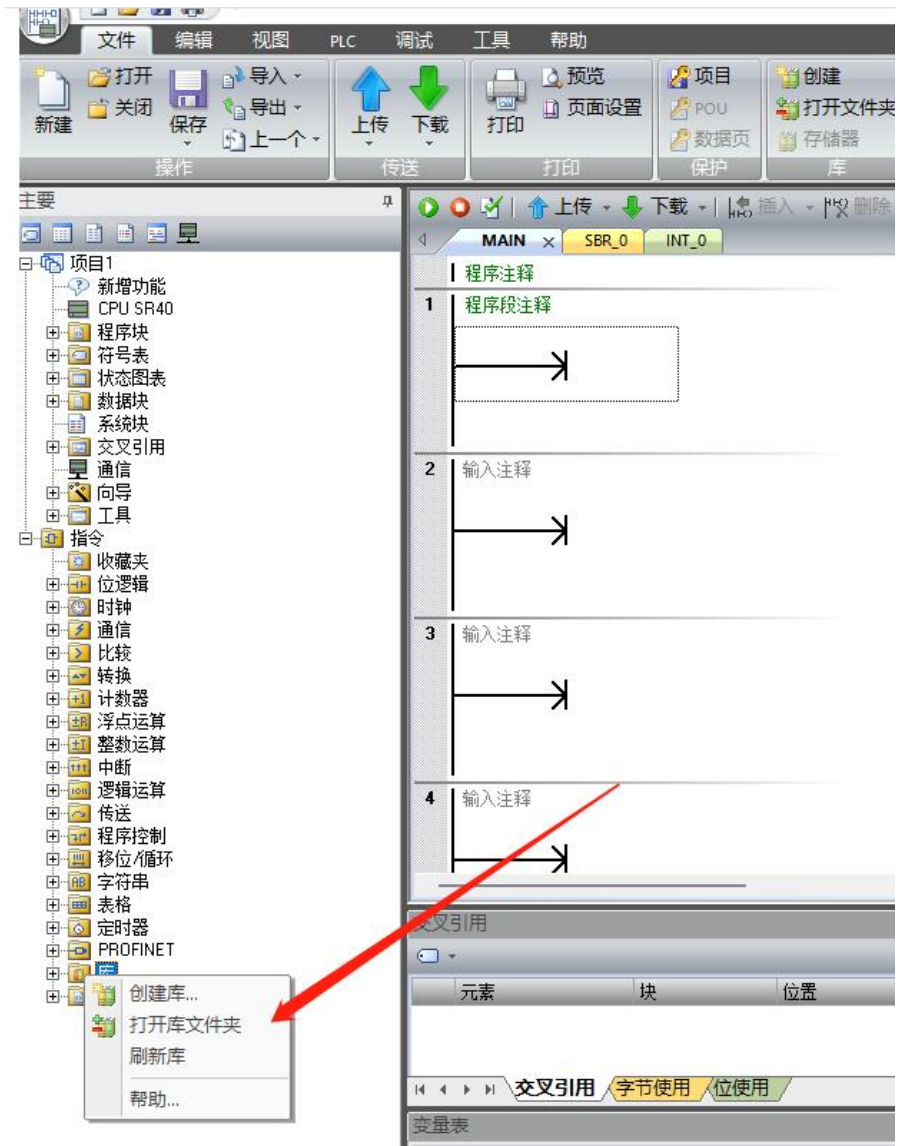 文件 编辑 视图 PLC 调试 工具 帮助
新建 打开 关闭 保存 导入 导出 上一个 上传 下载 打印 预览 页面设置 项目 POU 数据页 创建 打开文件夹 存储器
操作 传送 打印 保护 库
主要
上传 下载 插入 删除
MAIN SBR_0 INT_0
项目1
新增功能
CPU SR40
程序块
符号表
状态图表
数据块
系统块
交叉引用
通信
向导
工具
指令
收藏夹
位逻辑
时钟
通信
比较
转换
计数器
浮点运算
整数运算
中断
逻辑运算
传送
程序控制
移位/循环
字符串
表格
定时器
PROFINET
库
创建库...
打开库文件夹
刷新库
帮助...
程序注释
1 程序段注释
2 输入注释
3 输入注释
4 输入注释
交叉引用
元素 块 位置
交叉引用 字节使用 位使用
变量表